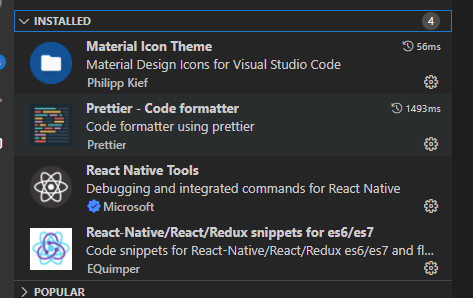 INSTALLED 4
Material Icon Theme 56ms
Material Design Icons for Visual Studio Code
Philipp Kief
Prettier - Code formatter 1493ms
Code formatter using prettier
Prettier
React Native Tools
Debugging and integrated commands for React Native
Microsoft
React-Native/React/Redux snippets for es6/es7
Code snippets for React-Native/React/Redux es6/es7 and fl...
EQuimper
POPULAR